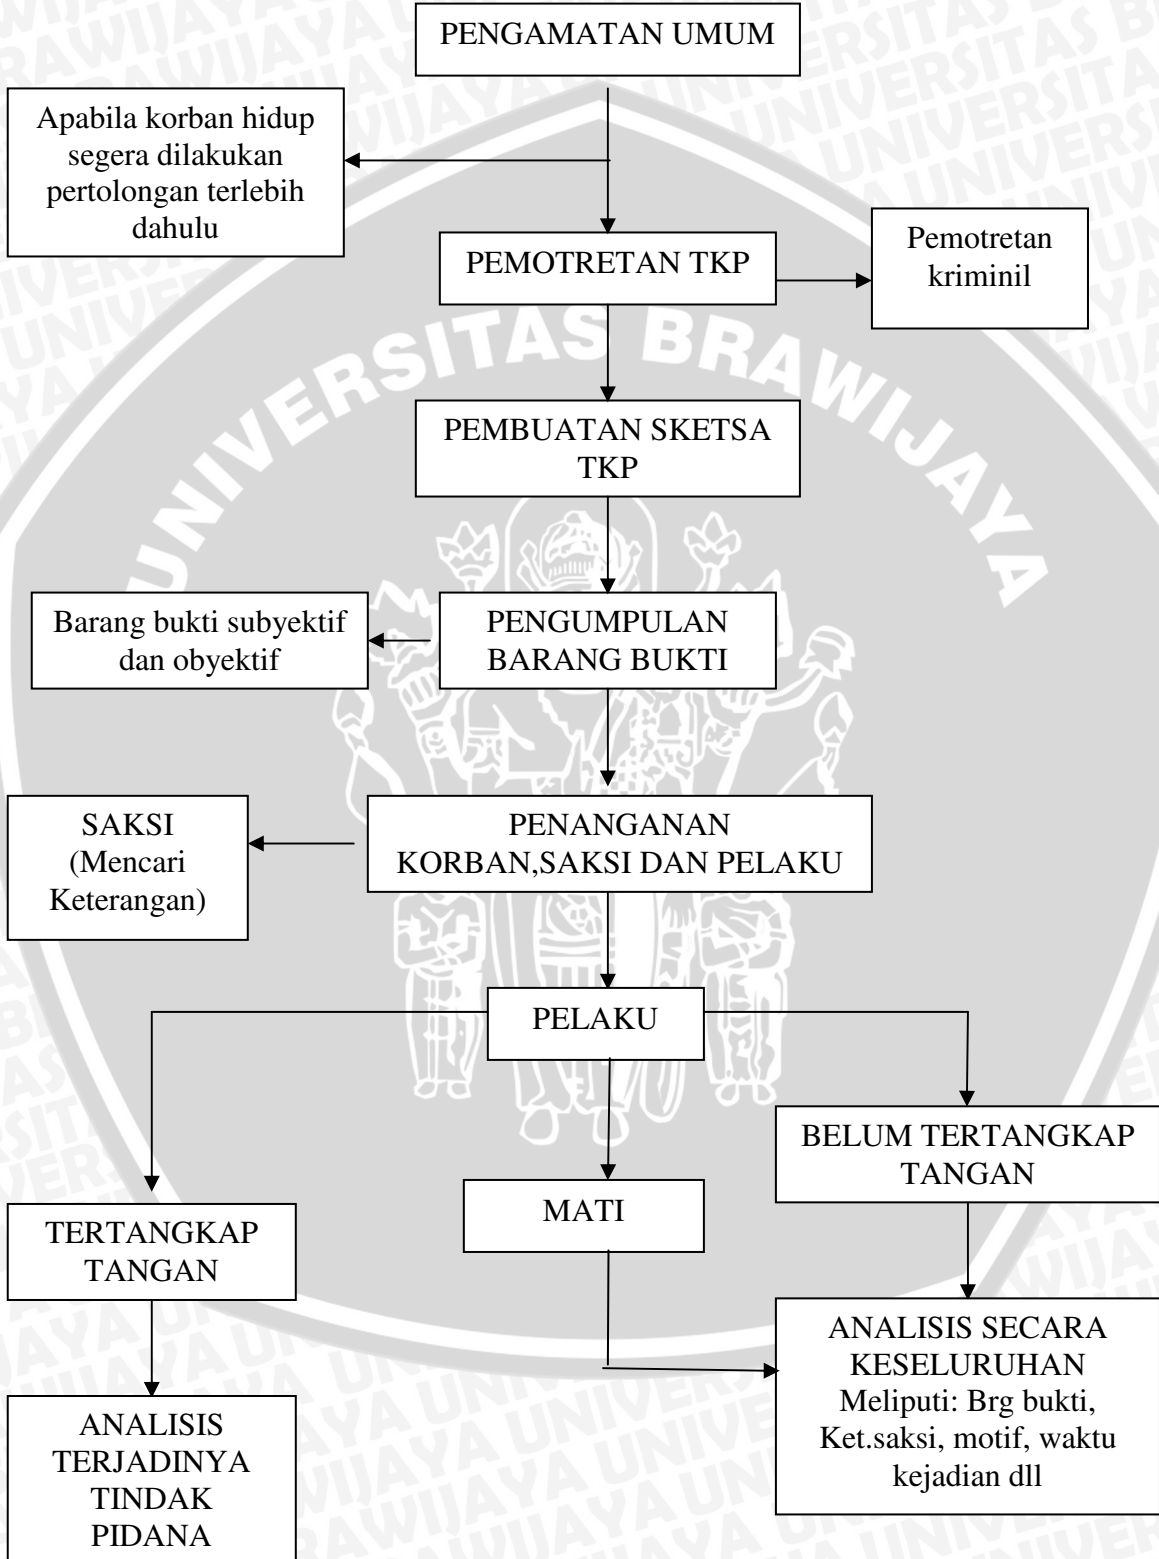 PENGAMATAN UMUM
Apabila korban hidup
segera dilakukan
pertolongan terlebih
dahulu
PEMOTRETAN TKP
Pemotretan
kriminil
UNIVERSITAS BRAWIJAYA
PEMBUATAN SKETSA
TKP
Barang bukti subyektif
dan obyektif
PENGUMPULAN
BARANG BUKTI
SAKSI
(Mencari
Keterangan)
PENANGANAN
KORBAN,SAKSI DAN PELAKU
PELAKU
TERTANGKAP
TANGAN
MATI
BELUM TERTANGKAP
TANGAN
ANALISIS
TERJADINYA
TINDAK
PIDANA
ANALISIS SECARA
KESELURUHAN
Meliputi: Brg bukti,
Ket.saksi, motif, waktu
kejadian dll